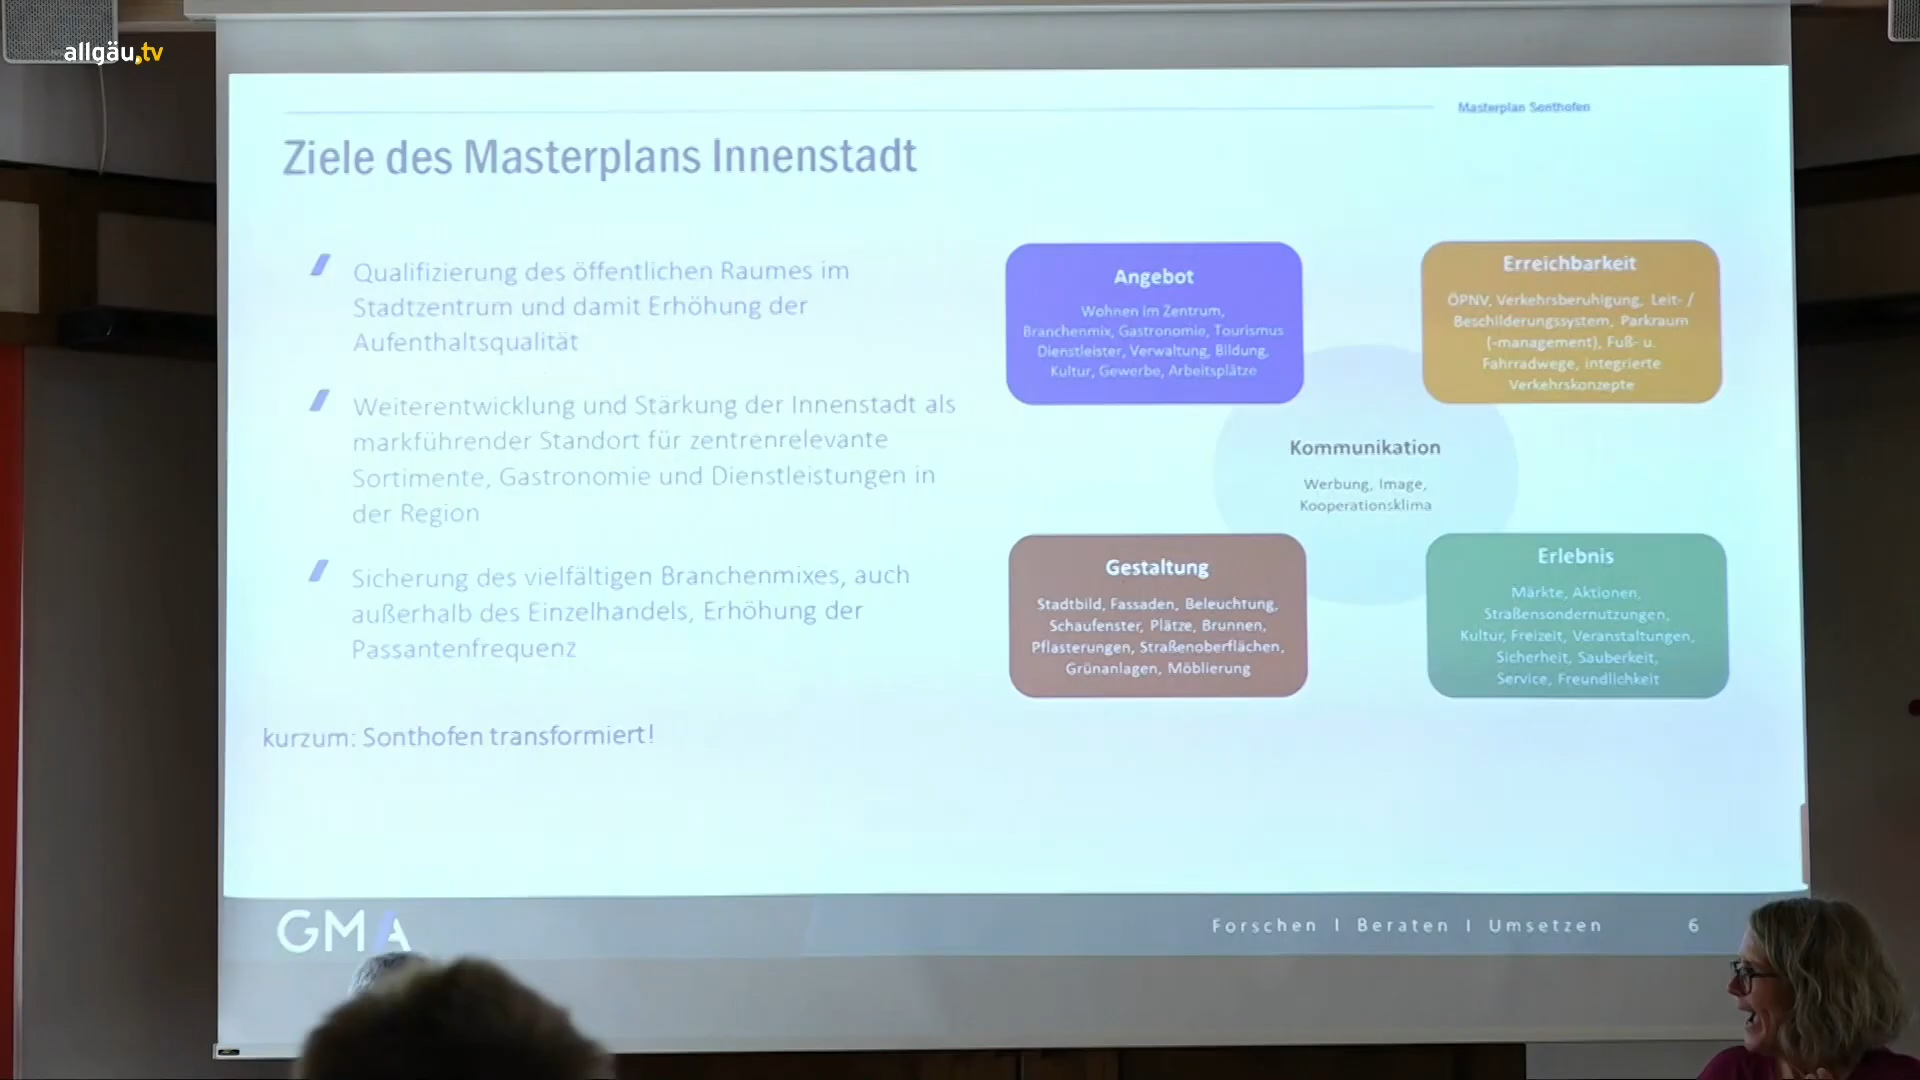 allgäu.tv
Masterplan Sonthofen
Ziele des Masterplans Innenstadt
Qualifizierung des öffentlichen Raumes im
Stadtzentrum und damit Erhöhung der
Aufenthaltsqualität
Weiterentwicklung und Stärkung der Innenstadt als
markführender Standort für zentrenrelevante
Sortimente, Gastronomie und Dienstleistungen in
der Region
Sicherung des vielfältigen Branchenmixes, auch
außerhalb des Einzelhandels, Erhöhung der
Passantenfrequenz
kurzum: Sonthofen transformiert!
Angebot
Wohnen im Zentrum,
Branchenmix, Gastronomie, Tourismus
Dienstleister, Verwaltung, Bildung,
Kultur, Gewerbe, Arbeitsplätze
Erreichbarkeit
ÖPNV, Verkehrsberuhigung, Leit- /
Beschilderungssystem, Parkraum
(-management), Fuß- u.
Fahrradwege, integrierte
Verkehrskonzepte
Kommunikation
Werbung, Image,
Kooperationsklima
Gestaltung
Stadtbild, Fassaden, Beleuchtung,
Schaufenster, Plätze, Brunnen,
Pflasterungen, Straßenoberflächen,
Grünanlagen, Möblierung
Erlebnis
Märkte, Aktionen,
Straßensondernutzungen,
Kultur, Freizeit, Veranstaltungen,
Sicherheit, Sauberkeit,
Service, Freundlichkeit
GMA
Forschen | Beraten | Umsetzen
6